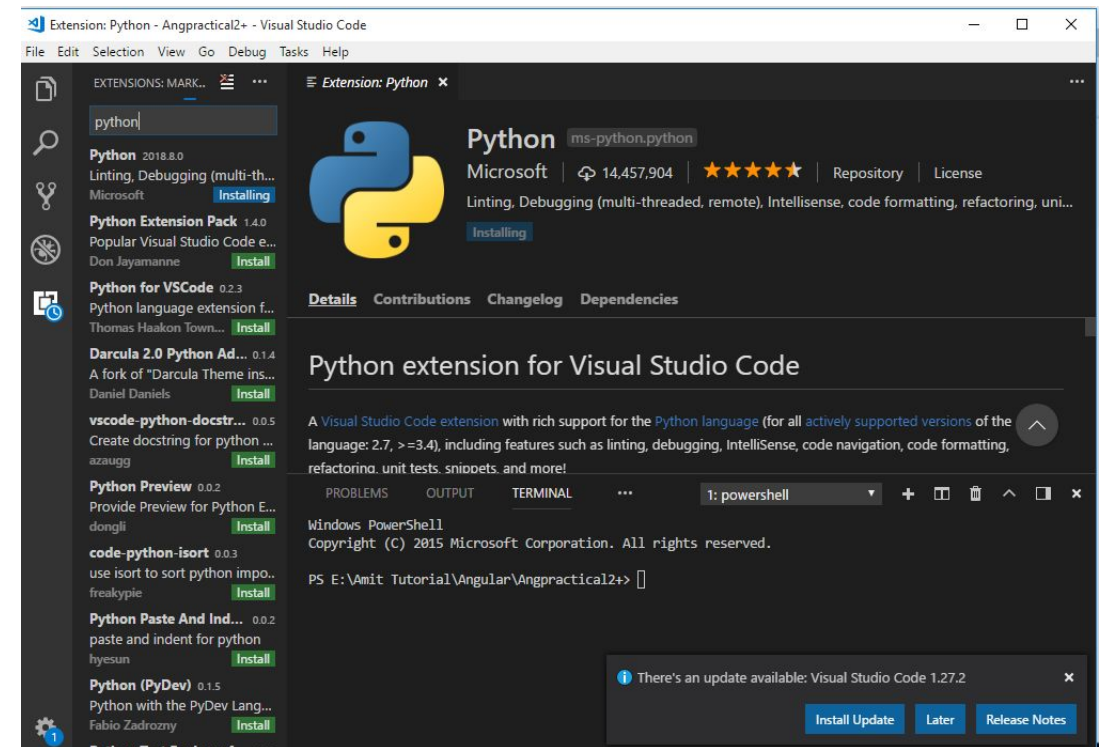 Extension: Python - Angpractical2+ - Visual Studio Code
File Edit Selection View Go Debug Tasks Help
EXTENSIONS: MARK...
python
Python 2018.8.0
Linting, Debugging (multi-th...
Microsoft Installing
Python Extension Pack 1.4.0
Popular Visual Studio Code e...
Don Jayamanne Install
Python for VSCode 0.2.3
Python language extension f...
Thomas Haakon Town... Install
Darcula 2.0 Python Ad... 0.1.4
A fork of "Darcula Theme ins...
Daniel Daniels Install
vscode-python-docstr... 0.0.5
Create docstring for python ...
azaugg Install
Python Preview 0.0.2
Provide Preview for Python E...
dongli Install
code-python-isort 0.0.3
use isort to sort python impo..
freakypie Install
Python Paste And Ind... 0.0.2
paste and indent for python
hyesun Install
Python (PyDev) 0.1.5
Python with the PyDev Lang...
Fabio Zadrozny Install
1
Extension: Python
Python ms-python.python
Microsoft 14,457,904 Repository License
Linting, Debugging (multi-threaded, remote), Intellisense, code formatting, refactoring, uni...
Installing
Details Contributions Changelog Dependencies
Python extension for Visual Studio Code
A Visual Studio Code extension with rich support for the Python language (for all actively supported versions of the
language: 2.7, >=3.4), including features such as linting, debugging, IntelliSense, code navigation, code formatting,
refactoring, unit tests, snippets, and more!
PROBLEMS OUTPUT TERMINAL ... 1: powershell
Windows PowerShell
Copyright (C) 2015 Microsoft Corporation. All rights reserved.
PS E:\Amit Tutorial\Angular\Angpractical2+>
There's an update available: Visual Studio Code 1.27.2
Install Update Later Release Notes